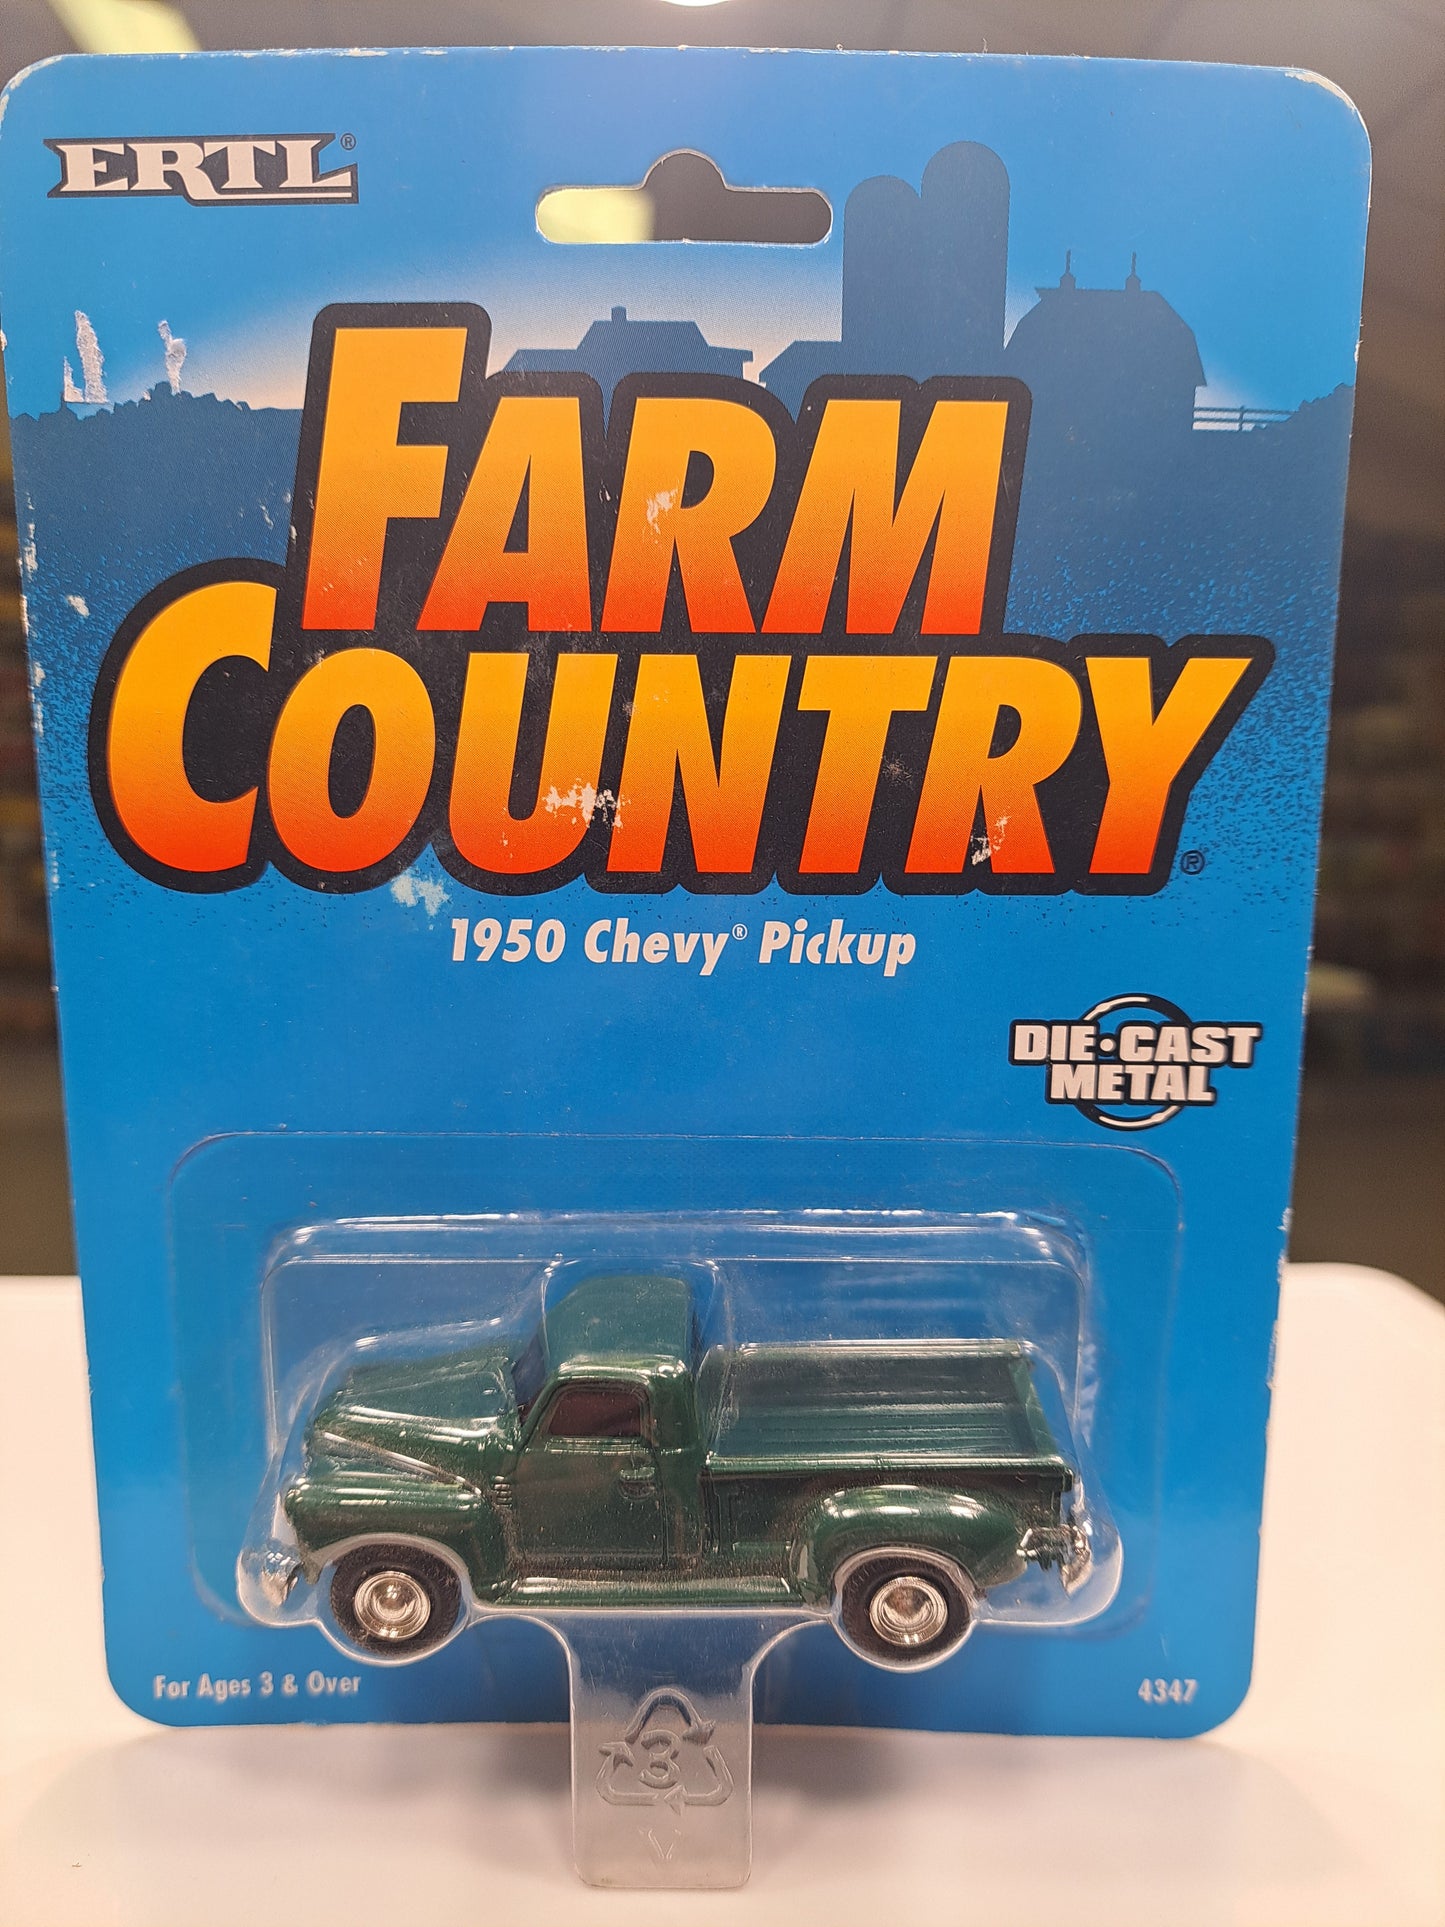 ERTL®
FARM
COUNTRY®
1950 Chevy® Pickup
DIE•CAST
METAL
For Ages 3 & Over
4347
3
V